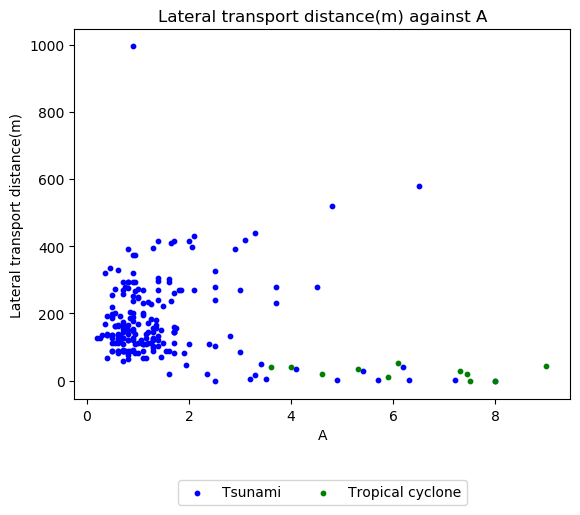 Lateral transport distance(m) against A
1000
800
600
400
200
0
Lateral transport distance(m)
0 2 4 6 8
A
Tsunami Tropical cyclone